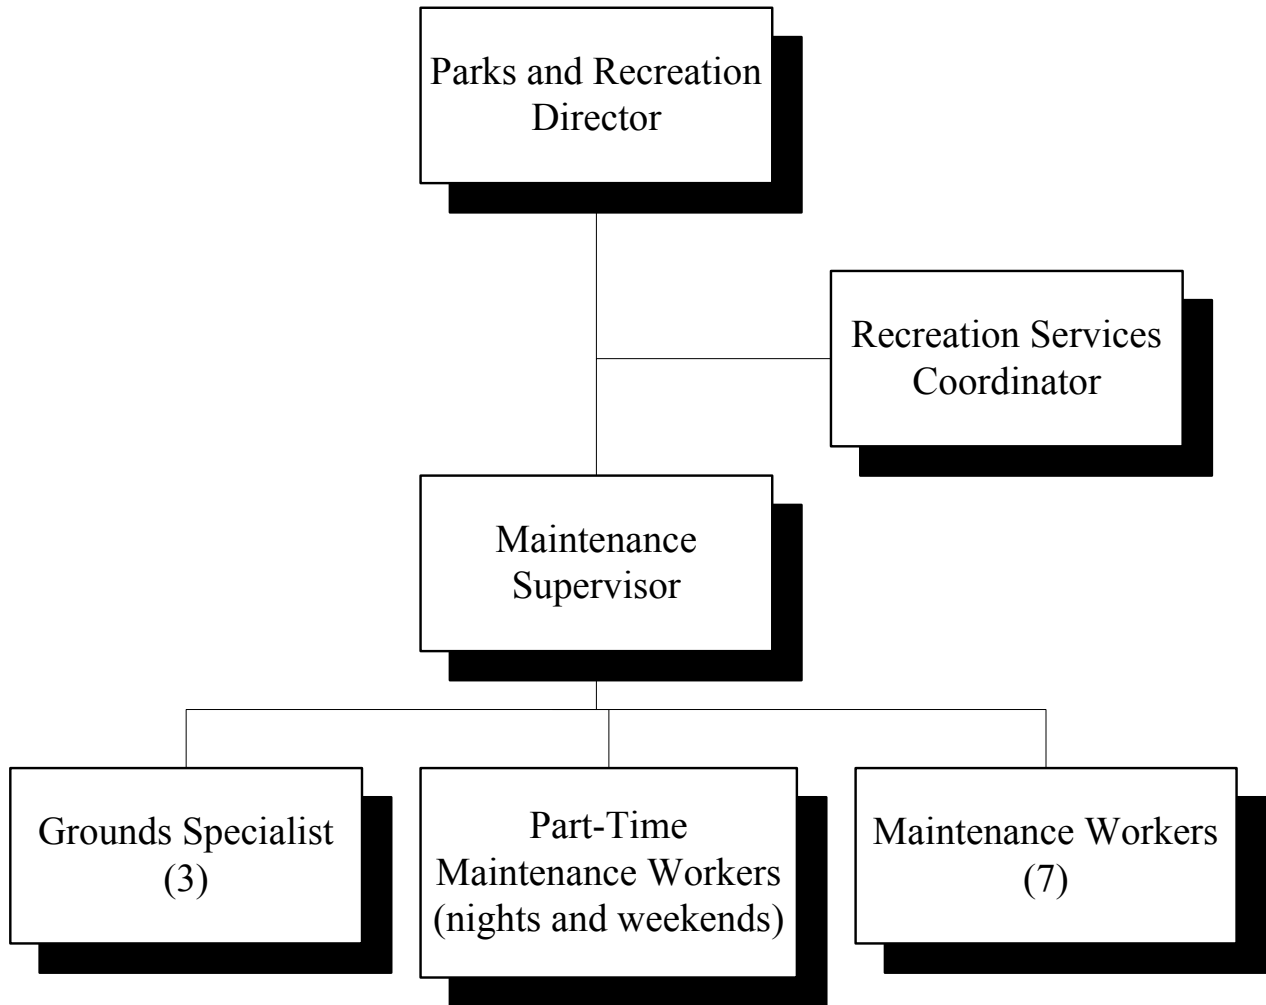 Parks and Recreation
Director
Recreation Services
Coordinator
Maintenance
Supervisor
Grounds Specialist
(3)
Part-Time
Maintenance Workers
(nights and weekends)
Maintenance Workers
(7)